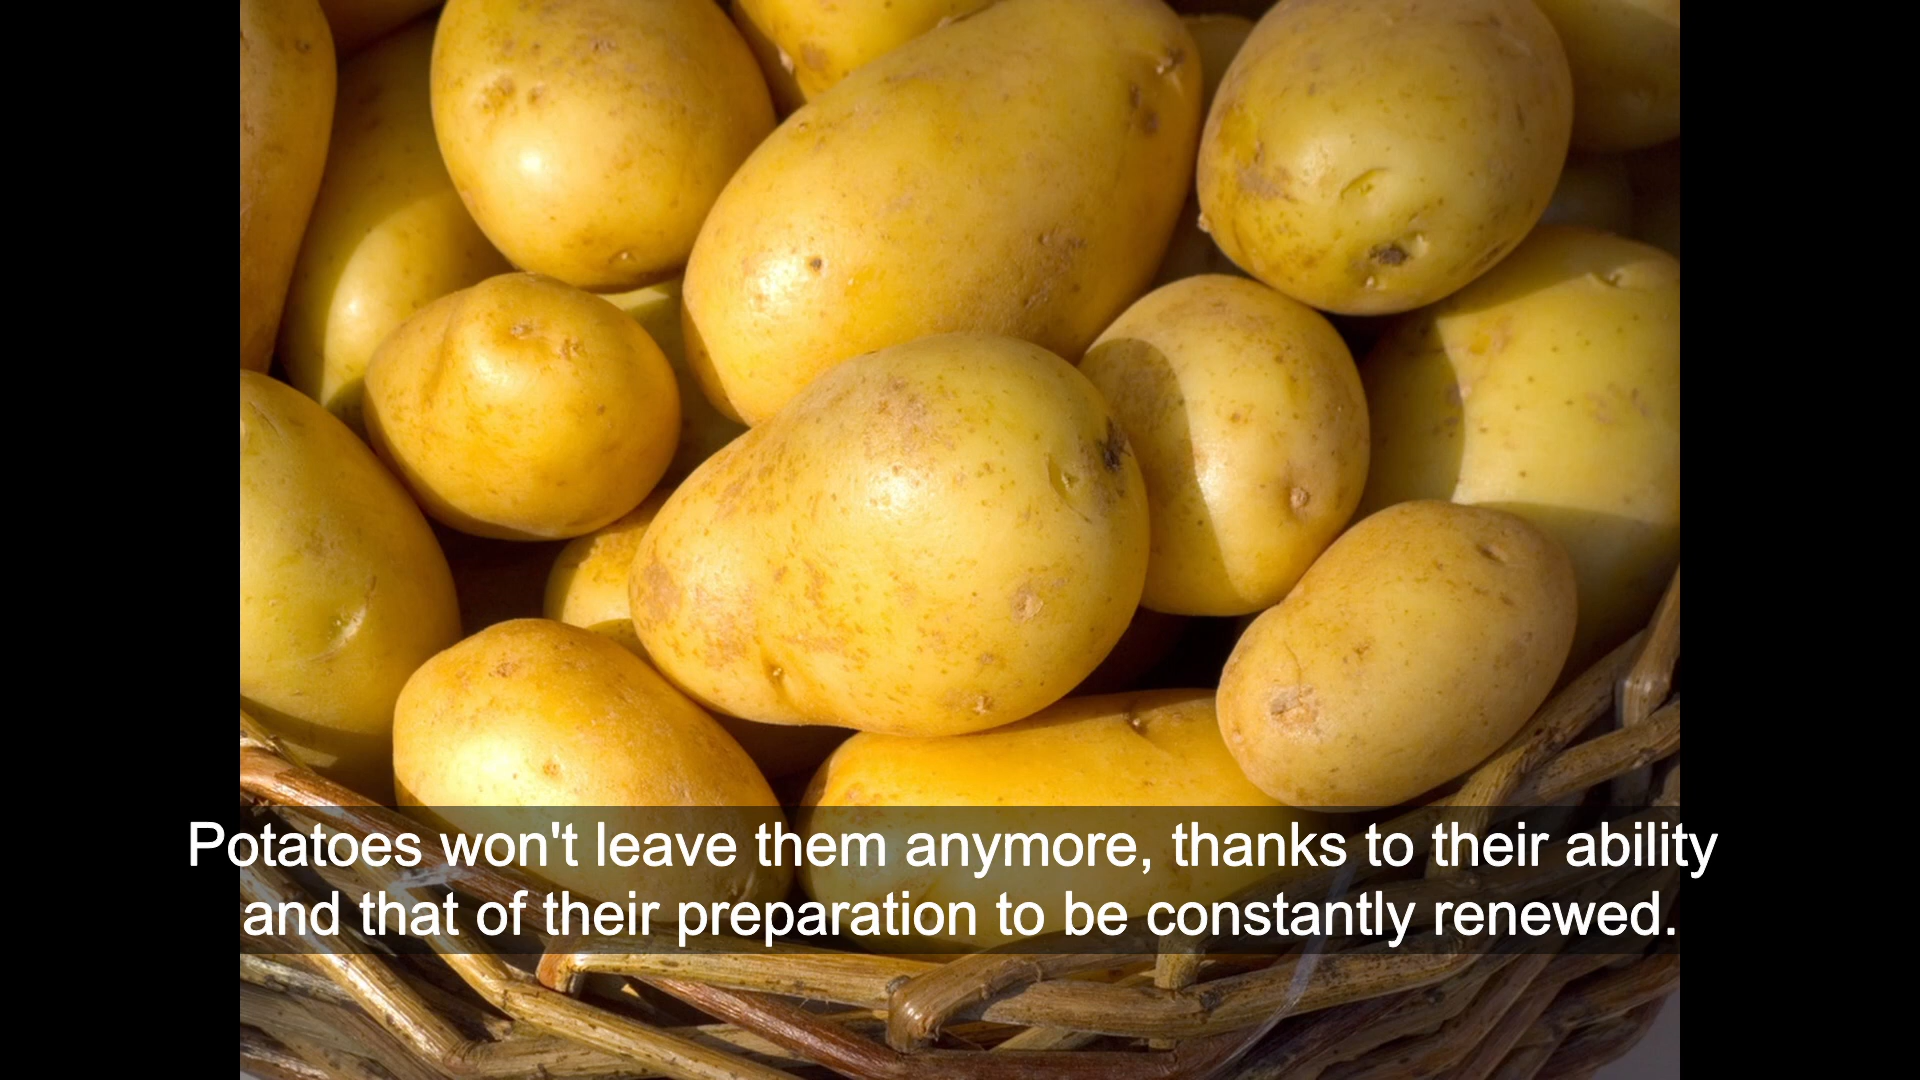 Potatoes won't leave them anymore, thanks to their ability
and that of their preparation to be constantly renewed.